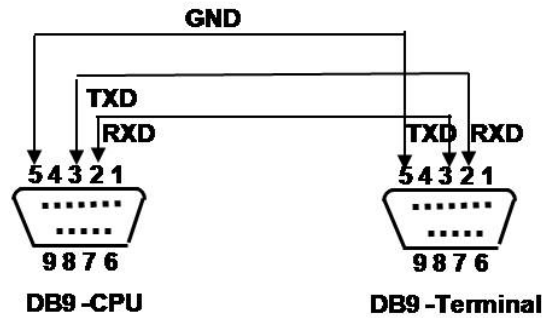 GND
TXD
RXD TXD RXD
5 4 3 2 1 5 4 3 2 1
9 8 7 6 9 8 7 6
DB9 -CPU DB9 -Terminal